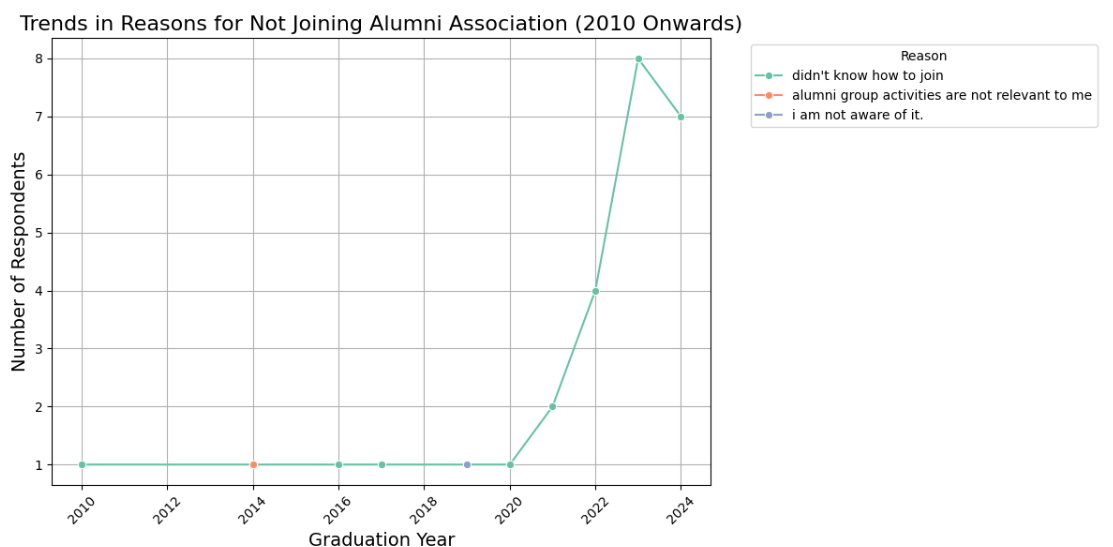 Trends in Reasons for Not Joining Alumni Association (2010 Onwards)
Reason
didn't know how to join
alumni group activities are not relevant to me
i am not aware of it.
Number of Respondents
8
7
6
5
4
3
2
1
2010
2012
2014
2016
2018
2020
2022
2024
Graduation Year